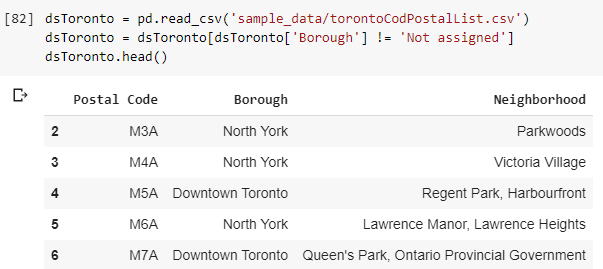 [82] dsToronto = pd.read_csv('sample_data/torontoCodPostalList.csv')
dsToronto = dsToronto[dsToronto['Borough'] != 'Not assigned']
dsToronto.head()
Postal Code Borough Neighborhood
2 M3A North York Parkwoods
3 M4A North York Victoria Village
4 M5A Downtown Toronto Regent Park, Harbourfront
5 M6A North York Lawrence Manor, Lawrence Heights
6 M7A Downtown Toronto Queen's Park, Ontario Provincial Government